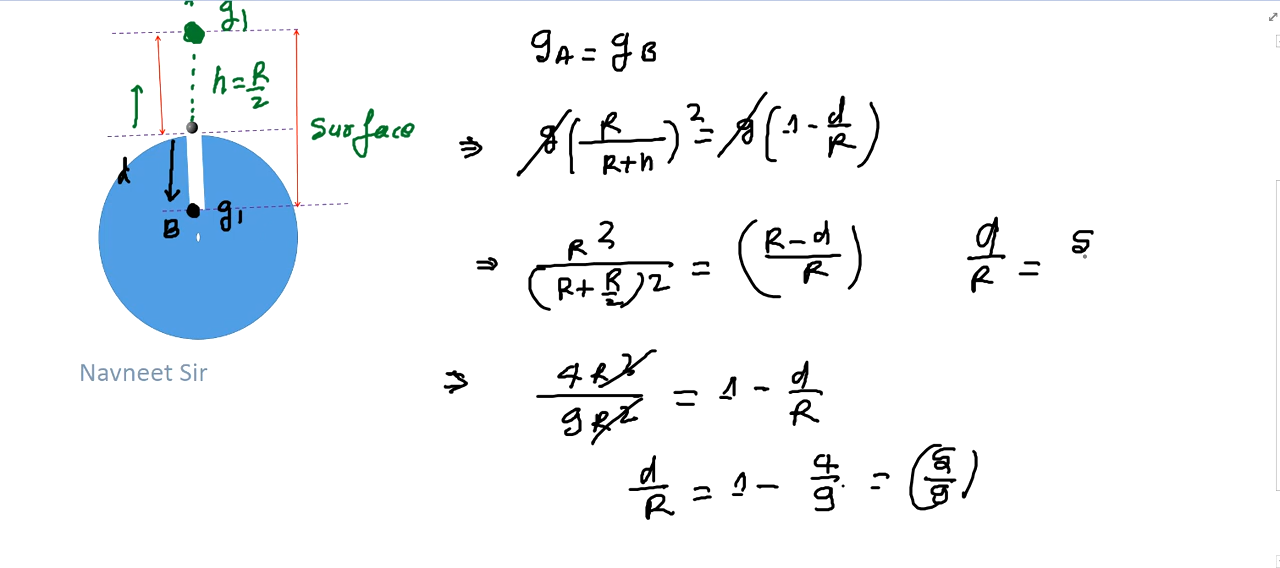 g1
h = R/2
Surface
d
B g1
Navneet Sir
gA = gB
⇒ g(R/(R+h))² = g(1 - d/R)
⇒ R²/(R+R/2)² = ((R-d)/R)
d/R = 5
⇒ 4R²/9R² = 1 - d/R
d/R = 1 - 4/9 = (5/9)